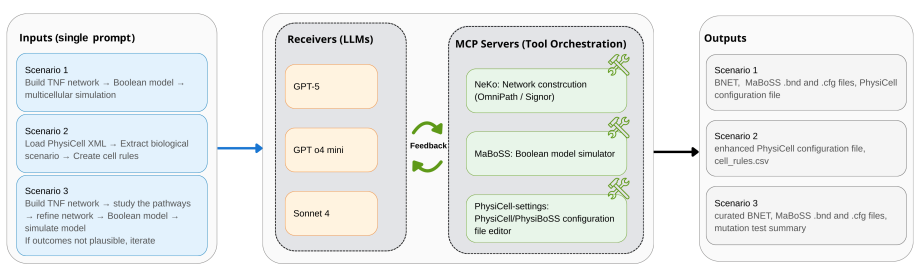 Inputs (single prompt)
Scenario 1
Build TNF network → Boolean model →
multicellular simulation
Scenario 2
Load PhysiCell XML → Extract biological
scenario → Create cell rules
Scenario 3
Build TNF network → study the pathways
→ refine network → Boolean model →
simulate model
If outcomes not plausible, iterate
Receivers (LLMs)
GPT-5
GPT o4 mini
Sonnet 4
Feedback
MCP Servers (Tool Orchestration)
NeKo: Network constrcution
(OmniPath / Signor)
MaBoSS: Boolean model simulator
PhysiCell-settings:
PhysiCell/PhysiBoSS configuration
file editor
Outputs
Scenario 1
BNET, MaBoSS .bnd and .cfg files, PhysiCell
configuration file
Scenario 2
enhanced PhysiCell configuration file,
cell_rules.csv
Scenario 3
curated BNET, MaBoSS .bnd and .cfg files,
mutation test summary